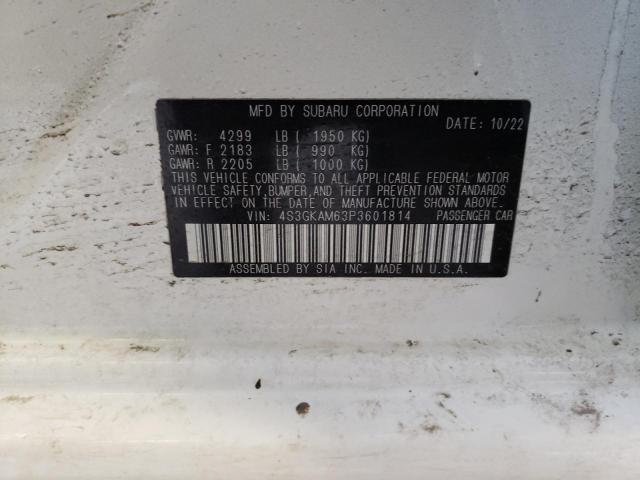 MFD BY SUBARU CORPORATION
DATE: 10/22
GVWR: 4299 LB ( 1950 KG)
GAWR: F 2183 LB ( 990 KG)
GAWR: R 2205 LB ( 1000 KG)
THIS VEHICLE CONFORMS TO ALL APPLICABLE FEDERAL MOTOR
VEHICLE SAFETY, BUMPER, AND THEFT PREVENTION STANDARDS
IN EFFECT ON THE DATE OF MANUFACTURE SHOWN ABOVE.
VIN: 4S3GKAM63P3601814 PASSENGER CAR
ASSEMBLED BY SIA INC. MADE IN U.S.A.